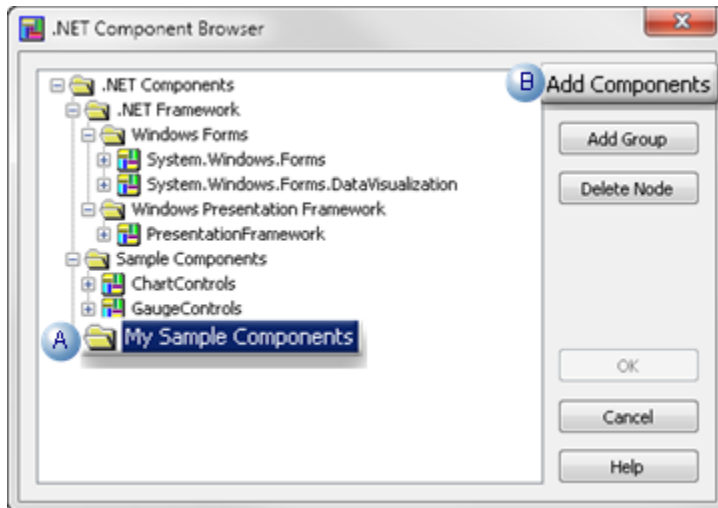 .NET Component Browser
.NET Components
B Add Components
.NET Framework
Windows Forms
Add Group
System.Windows.Forms
System.Windows.Forms.DataVisualization
Delete Node
Windows Presentation Framework
PresentationFramework
Sample Components
ChartControls
GaugeControls
A My Sample Components
OK
Cancel
Help